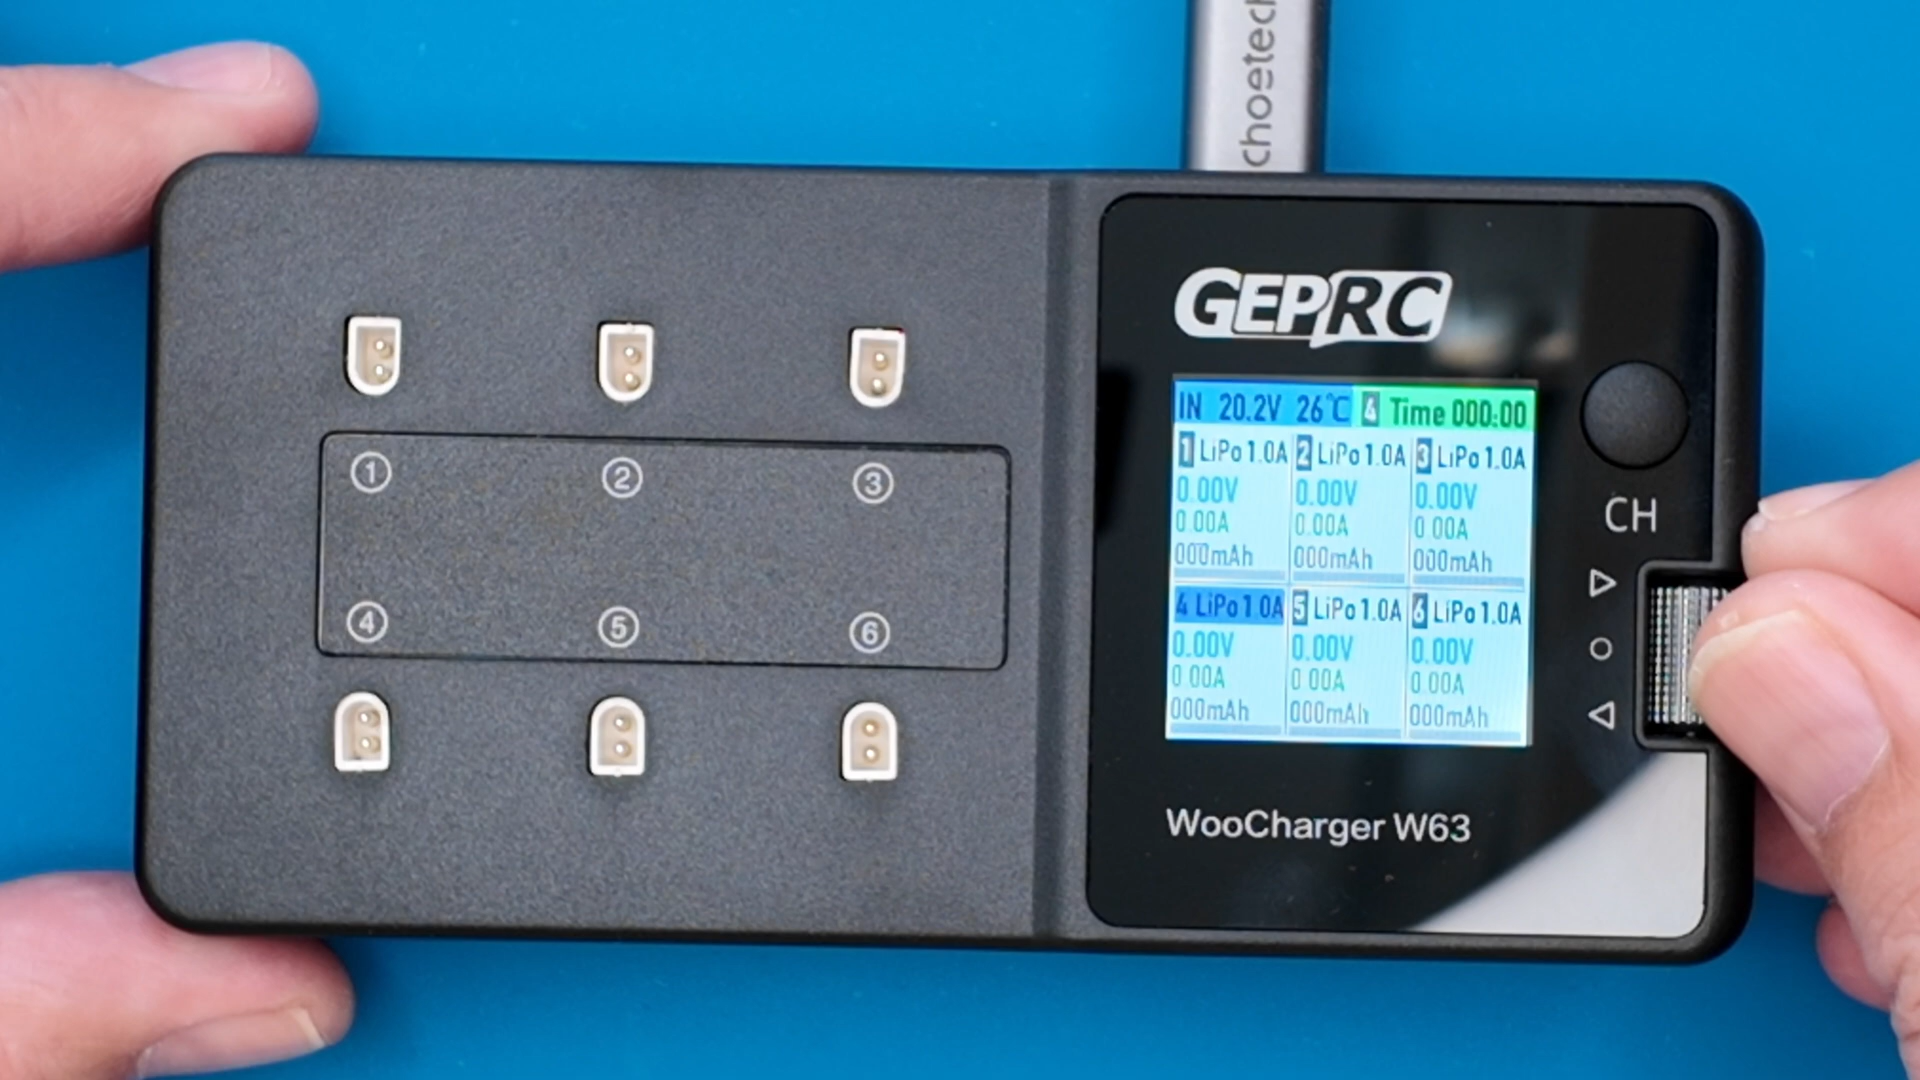 choetech
GEPRC
IN 20.2V 26℃ 4 Time 000:00
1 LiPo 1.0A 2 LiPo 1.0A 3 LiPo 1.0A
0.00V 0.00V 0.00V
0.00A 0.00A 0.00A
000mAh 000mAh 000mAh
4 LiPo 1.0A 5 LiPo 1.0A 6 LiPo 1.0A
0.00V 0.00V 0.00V
0.00A 0.00A 0.00A
000mAh 000mAh 000mAh
CH
WooCharger W63
① ② ③
④ ⑤ ⑥